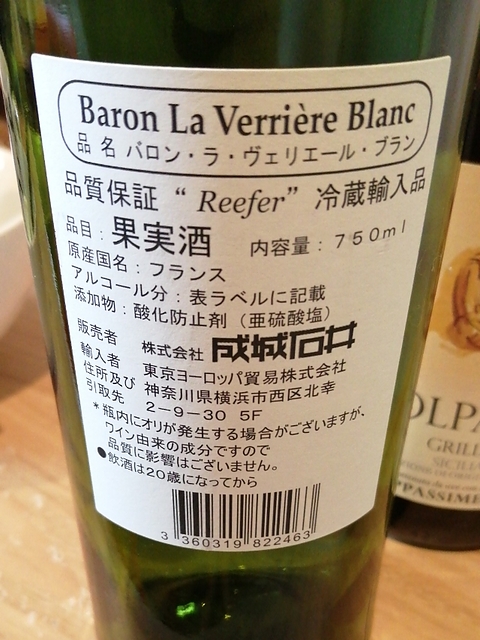 Baron La Verrière Blanc
品名 バロン・ラ・ヴェリエール・ブラン
品質保証 “Reefer” 冷蔵輸入品
品目：果実酒 内容量：750ml
原産国名：フランス
アルコール分：表ラベルに記載
添加物：酸化防止剤（亜硫酸塩）
販売者 株式会社 成城石井
輸入者 東京ヨーロッパ貿易株式会社
住所及び 神奈川県横浜市西区北幸
引取先 2-9-30 5F
*瓶内にオリが発生する場合がございますが、
ワイン由来の成分ですので
品質に影響はございません。
●飲酒は20歳になってから
3 360319 822463
OLPA
GRILL
SICILIA
PPASSIME